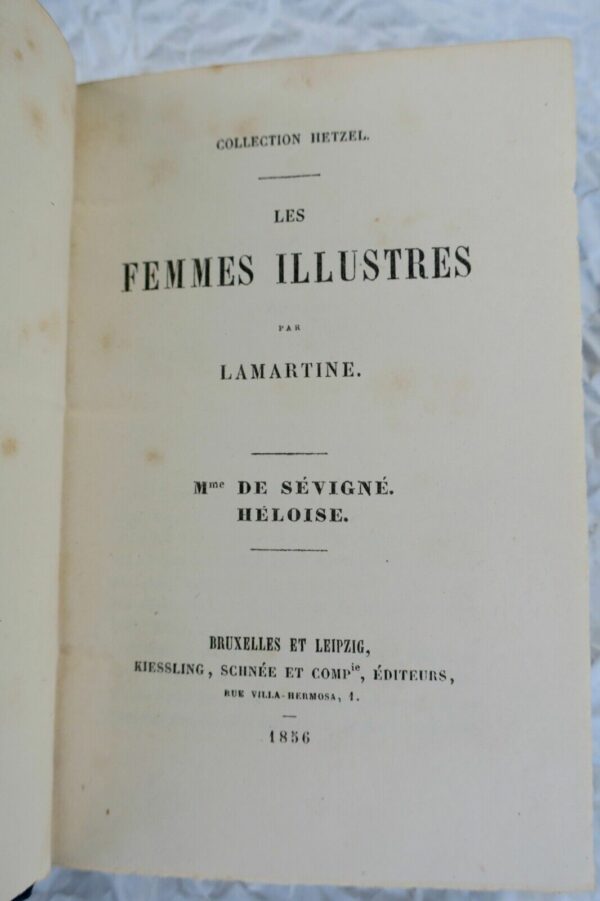 COLLECTION HETZEL.
LES
FEMMES ILLUSTRES
PAR
LAMARTINE.
Mme DE SÉVIGNÉ.
HÉLOISE.
BRUXELLES ET LEIPZIG,
KIESSLING, SCHNÉE ET COMPie, ÉDITEURS,
RUE VILLA-HERMOSA, 1.
1856